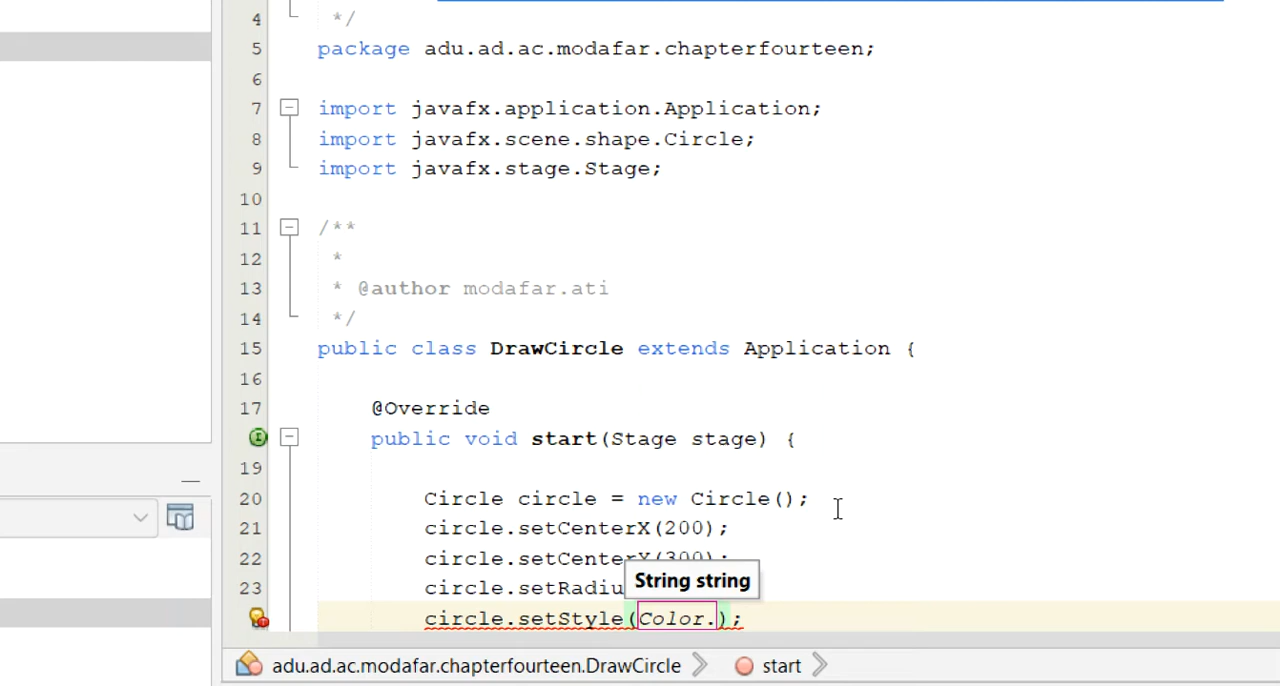 4 */
5 package adu.ad.ac.modafar.chapterfourteen;
6
7 import javafx.application.Application;
8 import javafx.scene.shape.Circle;
9 import javafx.stage.Stage;
10
11 /**
12 *
13 * @author modafar.ati
14 */
15 public class DrawCircle extends Application {
16
17 @Override
public void start(Stage stage) {
19
20 Circle circle = new Circle();
21 circle.setCenterX(200);
22 circle.setCenterY(300);
23 circle.setRadiu
String string
circle.setStyle(Color.);
adu.ad.ac.modafar.chapterfourteen.DrawCircle start